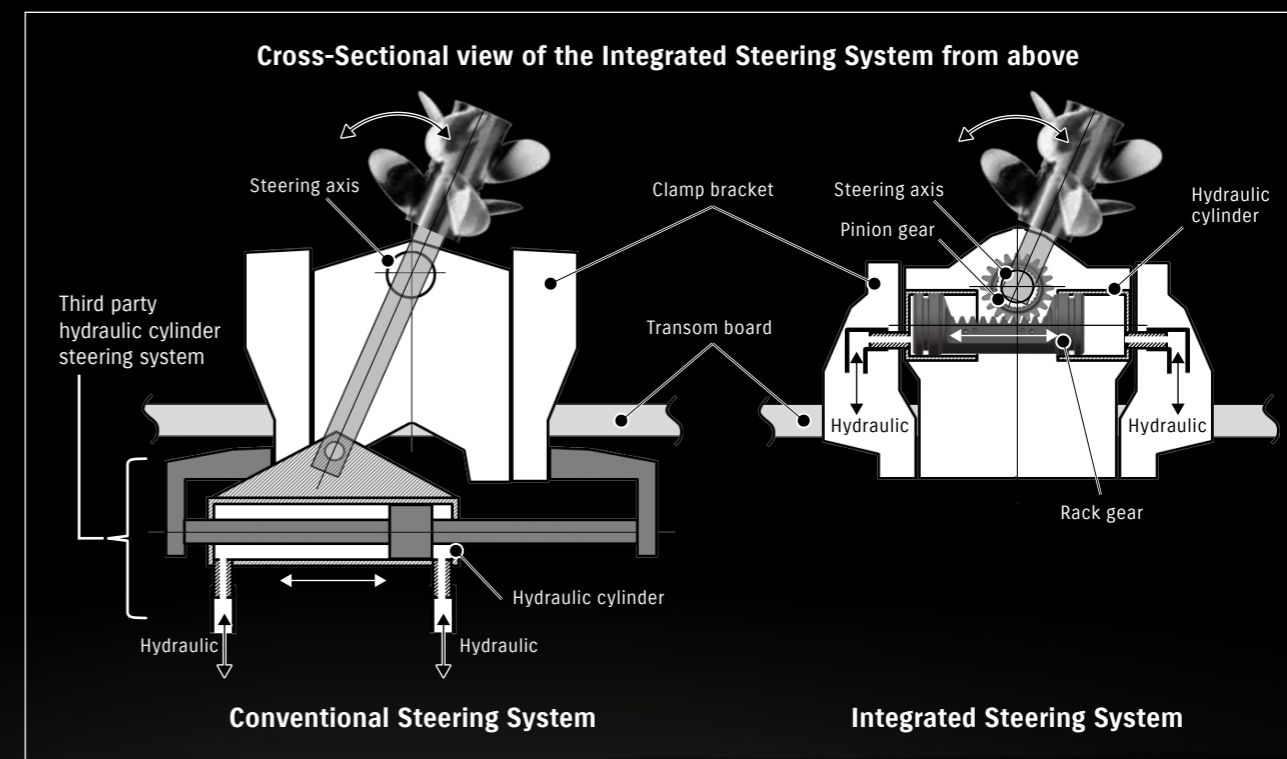 Cross-Sectional view of the Integrated Steering System from above
Steering axis
Clamp bracket
Steering axis
Pinion gear
Hydraulic
cylinder
Third party
hydraulic cylinder
steering system
Transom board
Hydraulic
Hydraulic
Rack gear
Hydraulic cylinder
Hydraulic
Hydraulic
Conventional Steering System
Integrated Steering System